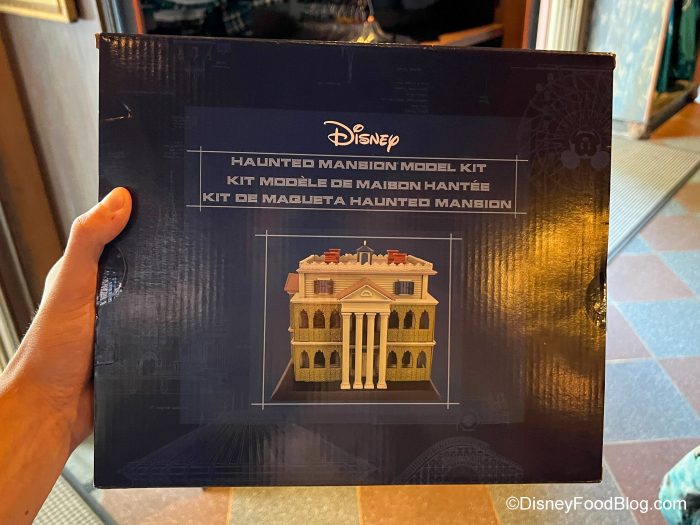 Disney
HAUNTED MANSION MODEL KIT
KIT MODÈLE DE MAISON HANTÉE
KIT DE MAQUETA HAUNTED MANSION
©DisneyFoodBlog.com